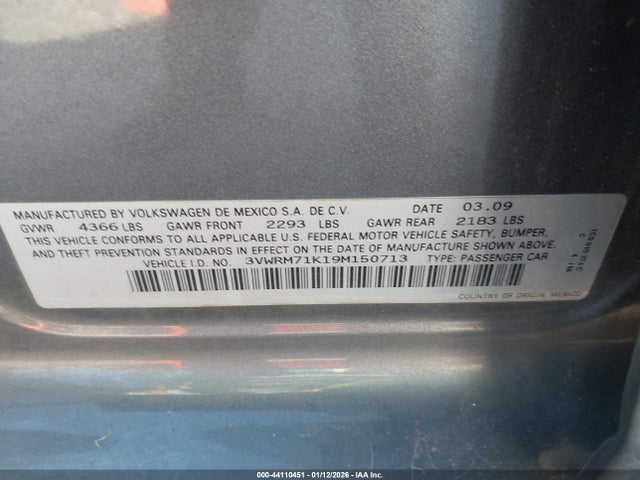 MANUFACTURED BY VOLKSWAGEN DE MEXICO S.A. DE C.V. DATE 03.09
GVWR 4366 LBS GAWR FRONT 2293 LBS GAWR REAR 2183 LBS
THIS VEHICLE CONFORMS TO ALL APPLICABLE U.S. FEDERAL MOTOR VEHICLE SAFETY, BUMPER,
AND THEFT PREVENTION STANDARDS IN EFFECT ON THE DATE OF MANUFACTURE SHOWN ABOVE.
VEHICLE I.D. NO. 3VWRM71K19M150713 TYPE: PASSENGER CAR
COUNTRY OF ORIGIN, MEXICO
000-44110451 - 01/12/2026 - IAA Inc.